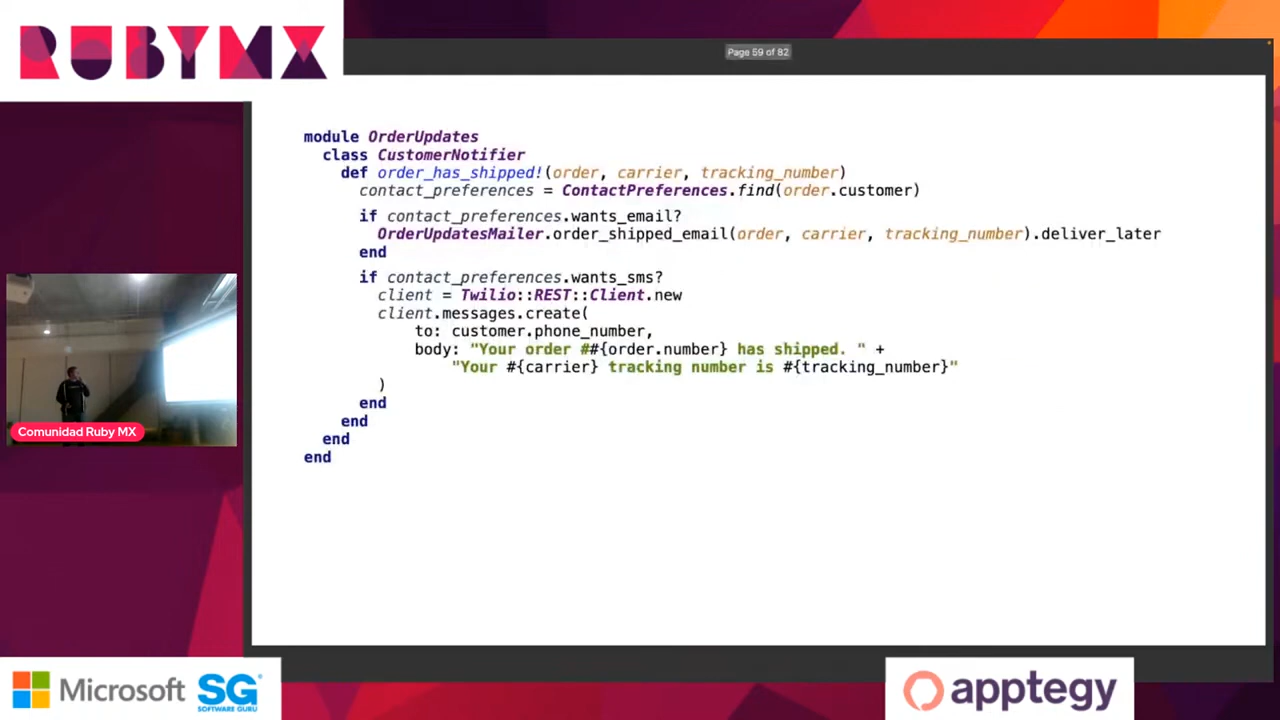 RUBYMX
Page 59 of 82
module OrderUpdates
class CustomerNotifier
def order_has_shipped!(order, carrier, tracking_number)
contact_preferences = ContactPreferences.find(order.customer)
if contact_preferences.wants_email?
OrderUpdatesMailer.order_shipped_email(order, carrier, tracking_number).deliver_later
end
if contact_preferences.wants_sms?
client = Twilio::REST::Client.new
client.messages.create(
to: customer.phone_number,
body: "Your order ##{order.number} has shipped. " +
"Your #{carrier} tracking number is #{tracking_number}"
)
end
end
end
end
Comunidad Ruby MX
Microsoft
SG
SOFTWARE GURU
apptegy